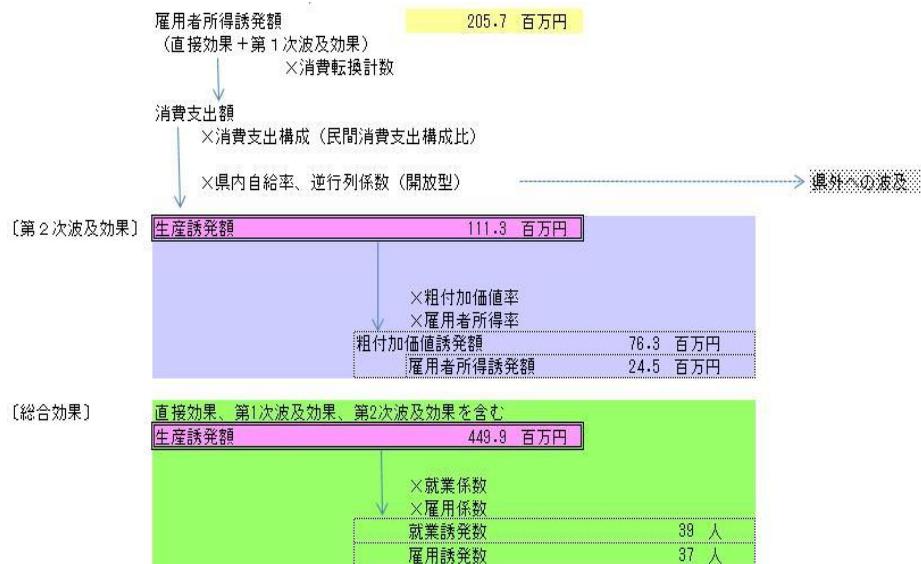 雇用者所得誘発額 205.7 百万円
（直接効果＋第１次波及効果）
×消費転換計数
消費支出額
×消費支出構成（民間消費支出構成比）
×県内自給率、逆行列係数（開放型） 県外への波及
〔第２次波及効果〕 生産誘発額 111.3 百万円
×粗付加価値率
×雇用者所得率
粗付加価値誘発額 76.3 百万円
雇用者所得誘発額 24.5 百万円
〔総合効果〕 直接効果、第1次波及効果、第2次波及効果を含む
生産誘発額 449.9 百万円
×就業係数
×雇用係数
就業誘発数 39 人
雇用誘発数 37 人